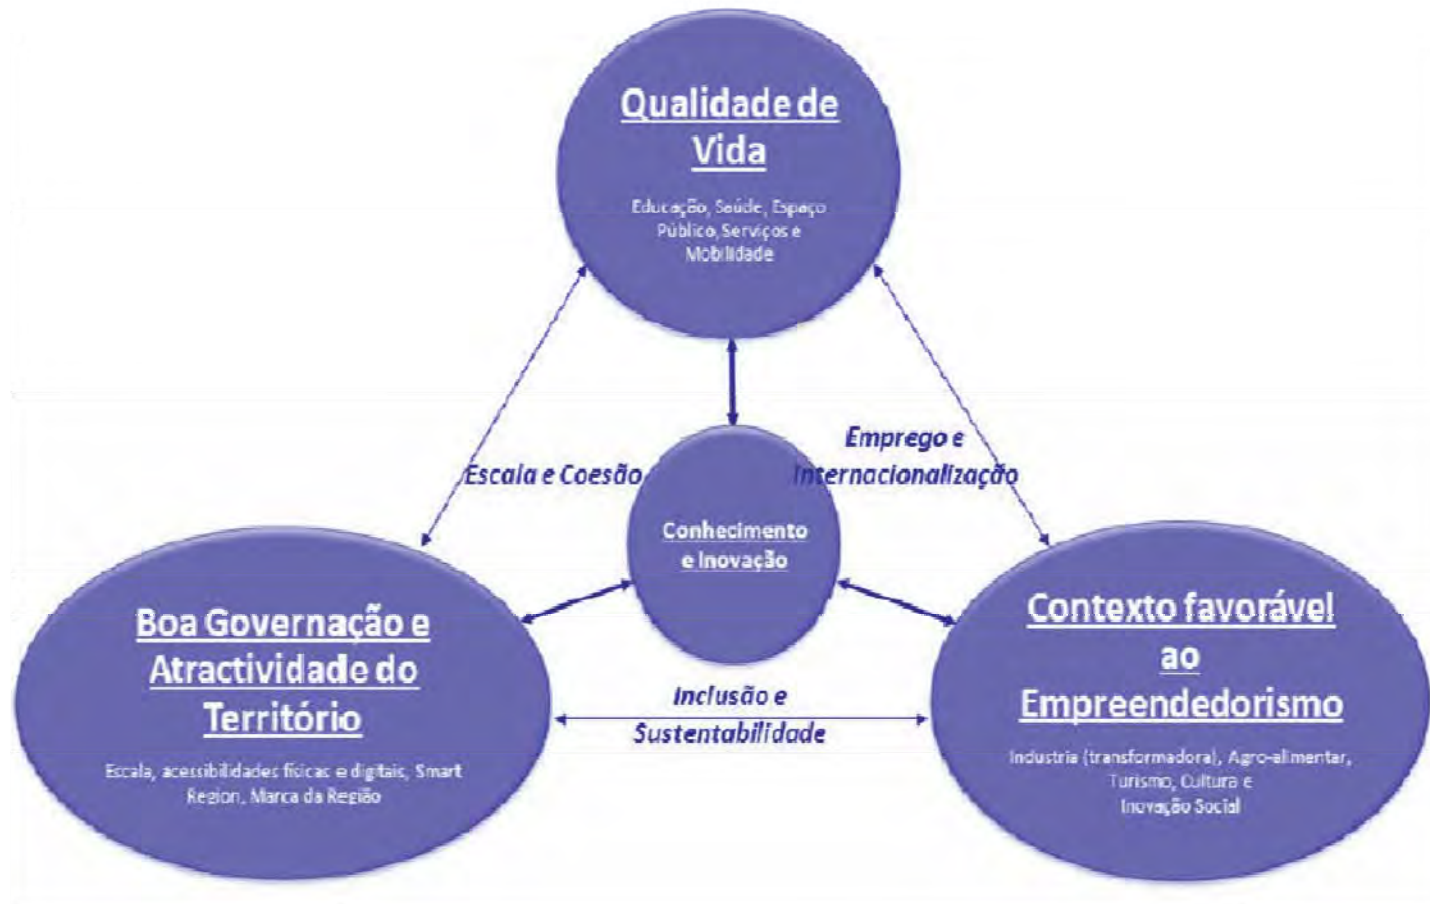 Qualidade de
Vida
Educação, Saúde, Espaço
Público, Serviços e
Mobilidade
Emprego e
Internacionalização
Escala e Coesão
Conhecimento
e Inovação
Boa Governação e
Atractividade do
Território
Escala, acessibilidades físicas e digitais, Smart
Region, Marca da Região
Inclusão e
Sustentabilidade
Contexto favorável
ao
Empreendedorismo
Industria (transformadora), Agro-alimentar,
Turismo, Cultura e
Inovação Social